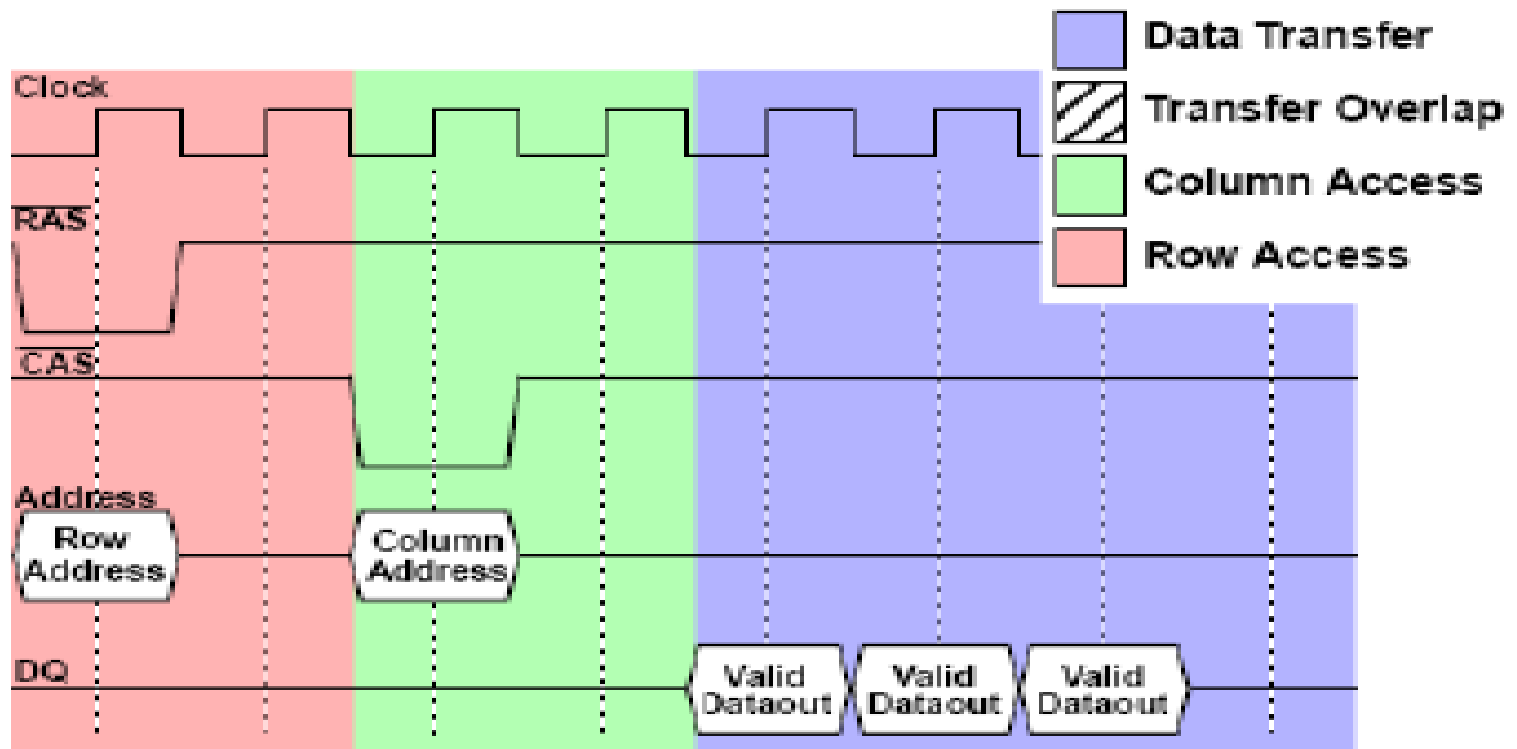 Data Transfer
Transfer Overlap
Column Access
Row Access
Clock
RAS
CAS
Address
Row
Address
Column
Address
DQ
Valid
Dataout
Valid
Dataout
Valid
Dataout